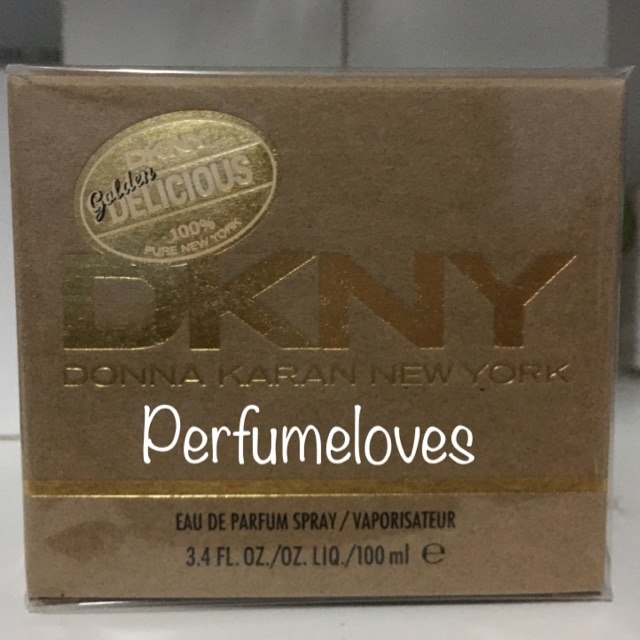 DKNY
Golden
DELICIOUS
100%
PURE NEW YORK
DKNY
DONNA KARAN NEW YORK
Perfumeloves
EAU DE PARFUM SPRAY / VAPORISATEUR
3.4 FL. OZ./OZ. LIQ./100 ml e